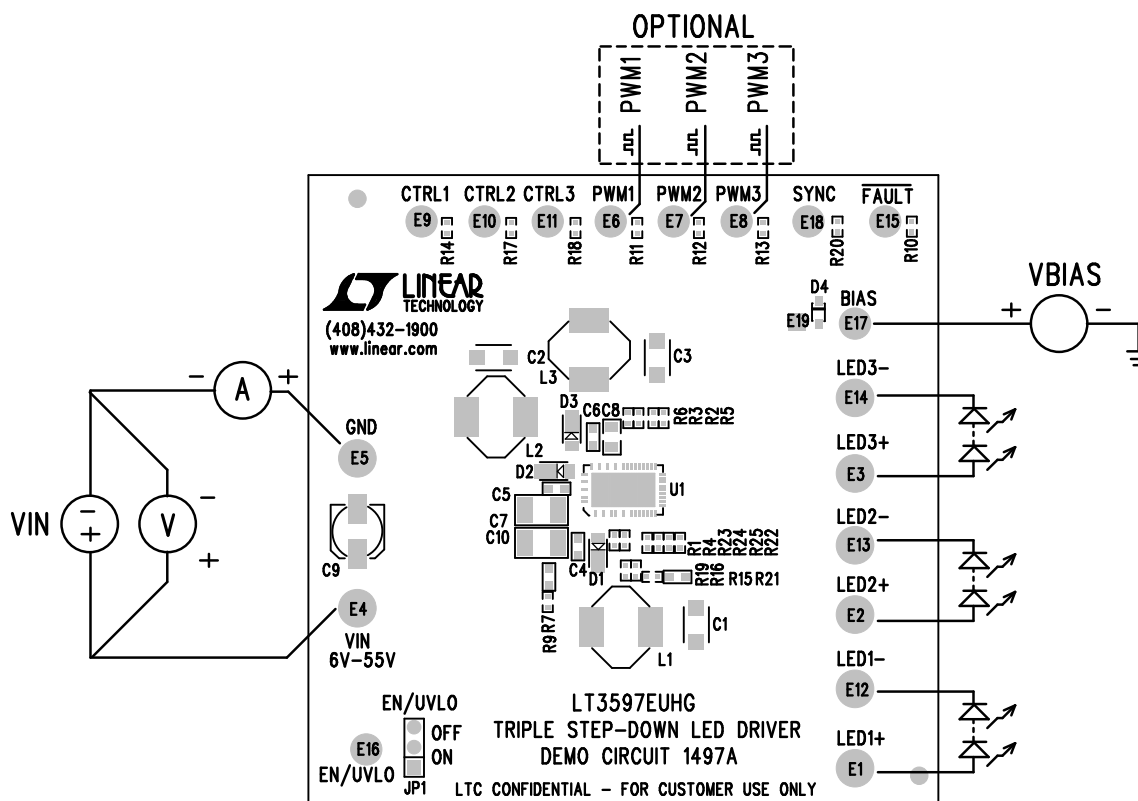 OPTIONAL
PWM1 PWM2 PWM3
CTRL1 CTRL2 CTRL3 PWM1 PWM2 PWM3 SYNC FAULT
E9 E10 E11 E6 E7 E8 E18 E15
R14 R17 R18 R11 R12 R13 R20 R10
LINEAR
TECHNOLOGY
(408)432-1900
www.linear.com
D4
E19
BIAS
E17
+ VBIAS -
C2
L3
C3
LED3-
E14
- A +
D3
C6 C8
R6 R3 R2 R5
GND
E5
L2
D2
LED3+
E3
C5
U1
VIN
- +
V
- +
C7
C10
LED2-
E13
C9
C4
D1
R1 R4 R23 R24 R25 R22
R19 R16 R15 R21
E4
VIN
6V-55V
R9 R7
LED2+
E2
C1
L1
LED1-
E12
EN/UVLO
OFF
ON
E16
EN/UVLO
JP1
LT3597EUHG
TRIPLE STEP-DOWN LED DRIVER
DEMO CIRCUIT 1497A
LED1+
E1
LTC CONFIDENTIAL - FOR CUSTOMER USE ONLY